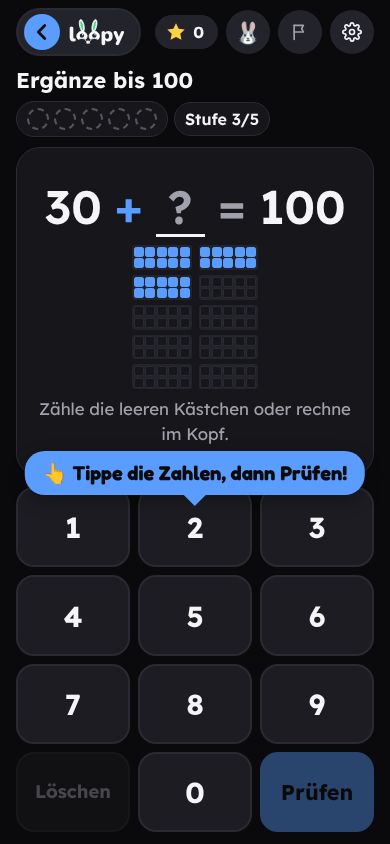 loopy
0
Ergänze bis 100
Stufe 3/5
30 + ? = 100
Zähle die leeren Kästchen oder rechne
im Kopf.
👆 Tippe die Zahlen, dann Prüfen!
1 2 3
4 5 6
7 8 9
Löschen 0 Prüfen